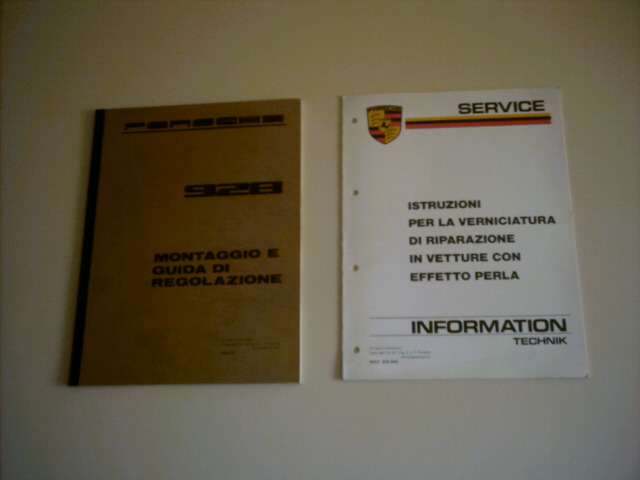 PORSCHE
928
MONTAGGIO E
GUIDA DI
REGOLAZIONE
SERVICE
ISTRUZIONI
PER LA VERNICIATURA
DI RIPARAZIONE
IN VETTURE CON
EFFETTO PERLA
INFORMATION
TECHNIK